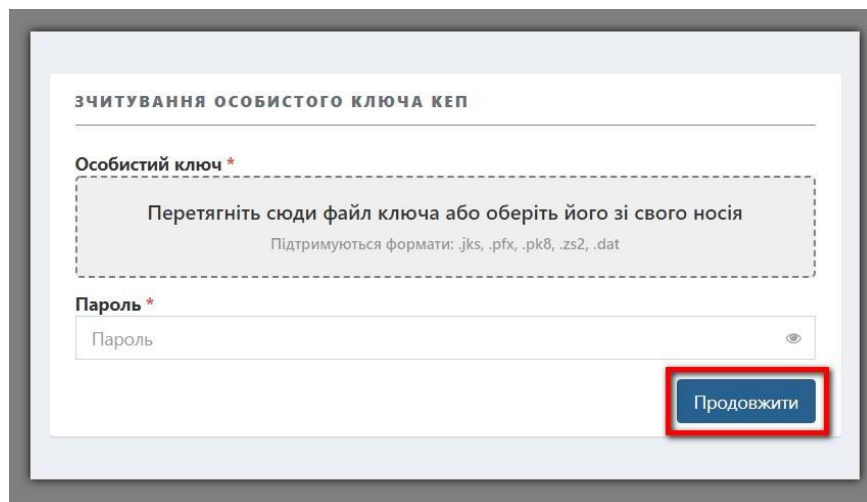 ЗЧИТУВАННЯ ОСОБИСТОГО КЛЮЧА КЕП
Особистий ключ *
Перетягніть сюди файл ключа або оберіть його зі свого носія
Підтримуються формати: .jks, .pfx, .pk8, .zs2, .dat
Пароль *
Пароль
Продовжити